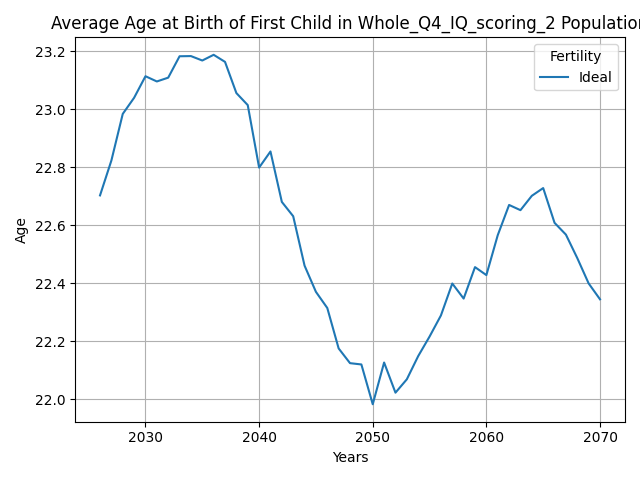 Average Age at Birth of First Child in Whole_Q4_IQ_scoring_2 Population
Fertility
Ideal
23.2
23.0
22.8
22.6
22.4
22.2
22.0
Age
2030 2040 2050 2060 2070
Years